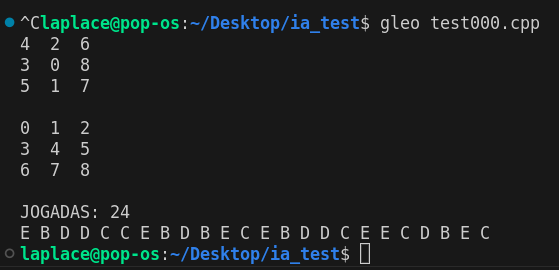 ^Claplace@pop-os:~/Desktop/ia_test$ gleo test000.cpp
4 2 6
3 0 8
5 1 7
0 1 2
3 4 5
6 7 8
JOGADAS: 24
E B D D C C E B D B E C E B D D C E E C D B E C
laplace@pop-os:~/Desktop/ia_test$